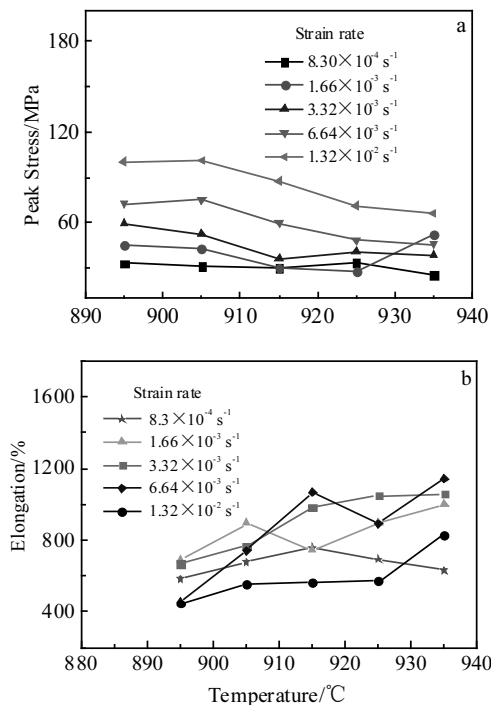 a
Strain rate
8.30×10⁻⁴ s⁻¹
1.66×10⁻³ s⁻¹
3.32×10⁻³ s⁻¹
6.64×10⁻³ s⁻¹
1.32×10⁻² s⁻¹
Peak Stress/MPa
180
120
60
890 900 910 920 930 940
b
Strain rate
8.3×10⁻⁴ s⁻¹
1.66×10⁻³ s⁻¹
3.32×10⁻³ s⁻¹
6.64×10⁻³ s⁻¹
1.32×10⁻² s⁻¹
Elongation/%
1600
1200
800
400
880 890 900 910 920 930 940
Temperature/℃